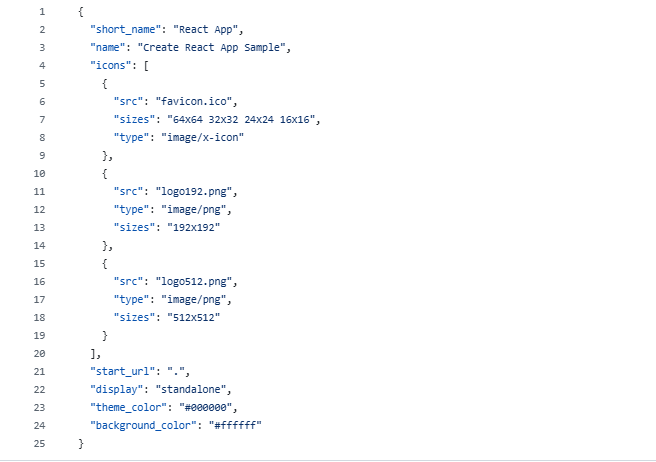 1 {
2 "short_name": "React App",
3 "name": "Create React App Sample",
4 "icons": [
5 {
6 "src": "favicon.ico",
7 "sizes": "64x64 32x32 24x24 16x16",
8 "type": "image/x-icon"
9 },
10 {
11 "src": "logo192.png",
12 "type": "image/png",
13 "sizes": "192x192"
14 },
15 {
16 "src": "logo512.png",
17 "type": "image/png",
18 "sizes": "512x512"
19 }
20 ],
21 "start_url": ".",
22 "display": "standalone",
23 "theme_color": "#000000",
24 "background_color": "#ffffff"
25 }